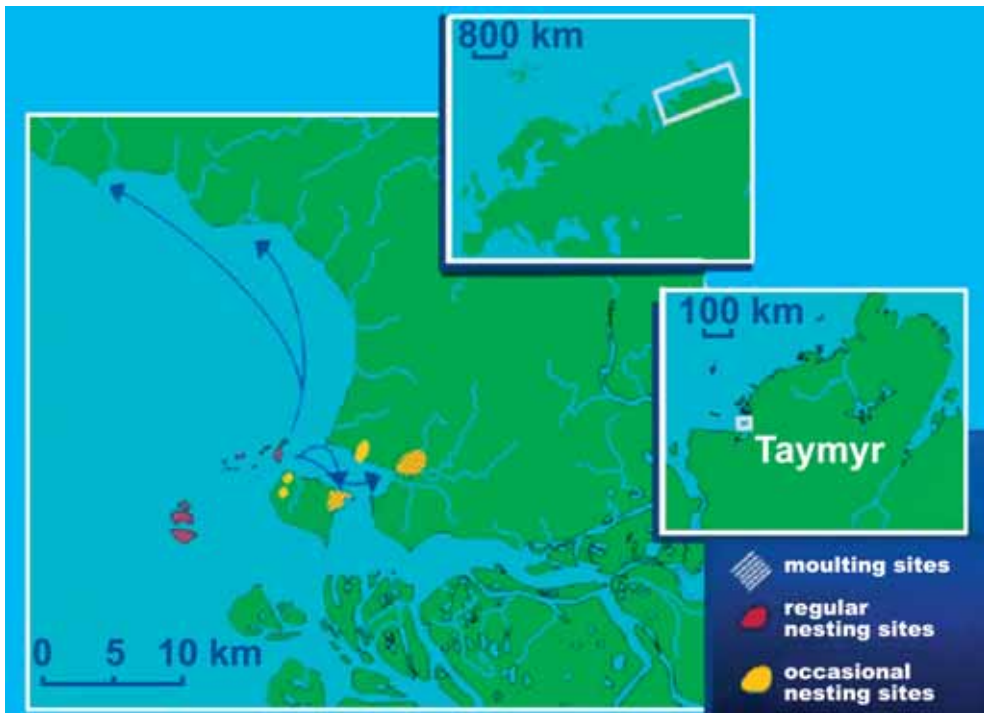 800 km
100 km
Taymyr
0 5 10 km
moulting sites
regular
nesting sites
occasional
nesting sites